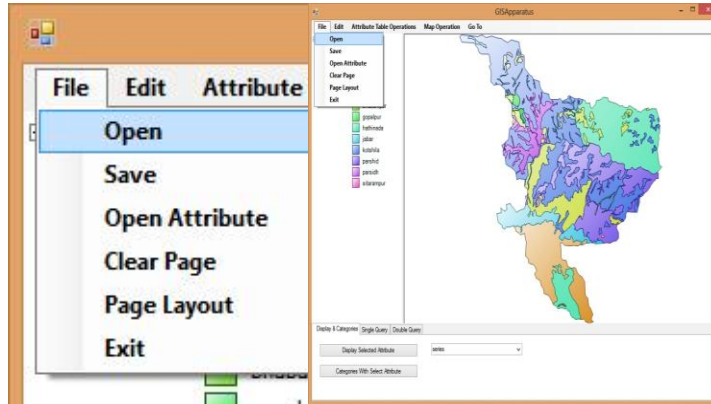 File Edit Attribute
Open
Save
Open Attribute
Clear Page
Page Layout
Exit
GISApparatus
File Edit Attribute Table Operations Map Operation Go To
Open
Save
Open Attribute
Clear Page
Page Layout
Exit
gopalpur
hathinada
jabar
kotshila
parsidh
sitarampur
Display & Categories Single Query Double Query
Display Selected Attribute
series
Categories With Select Attribute